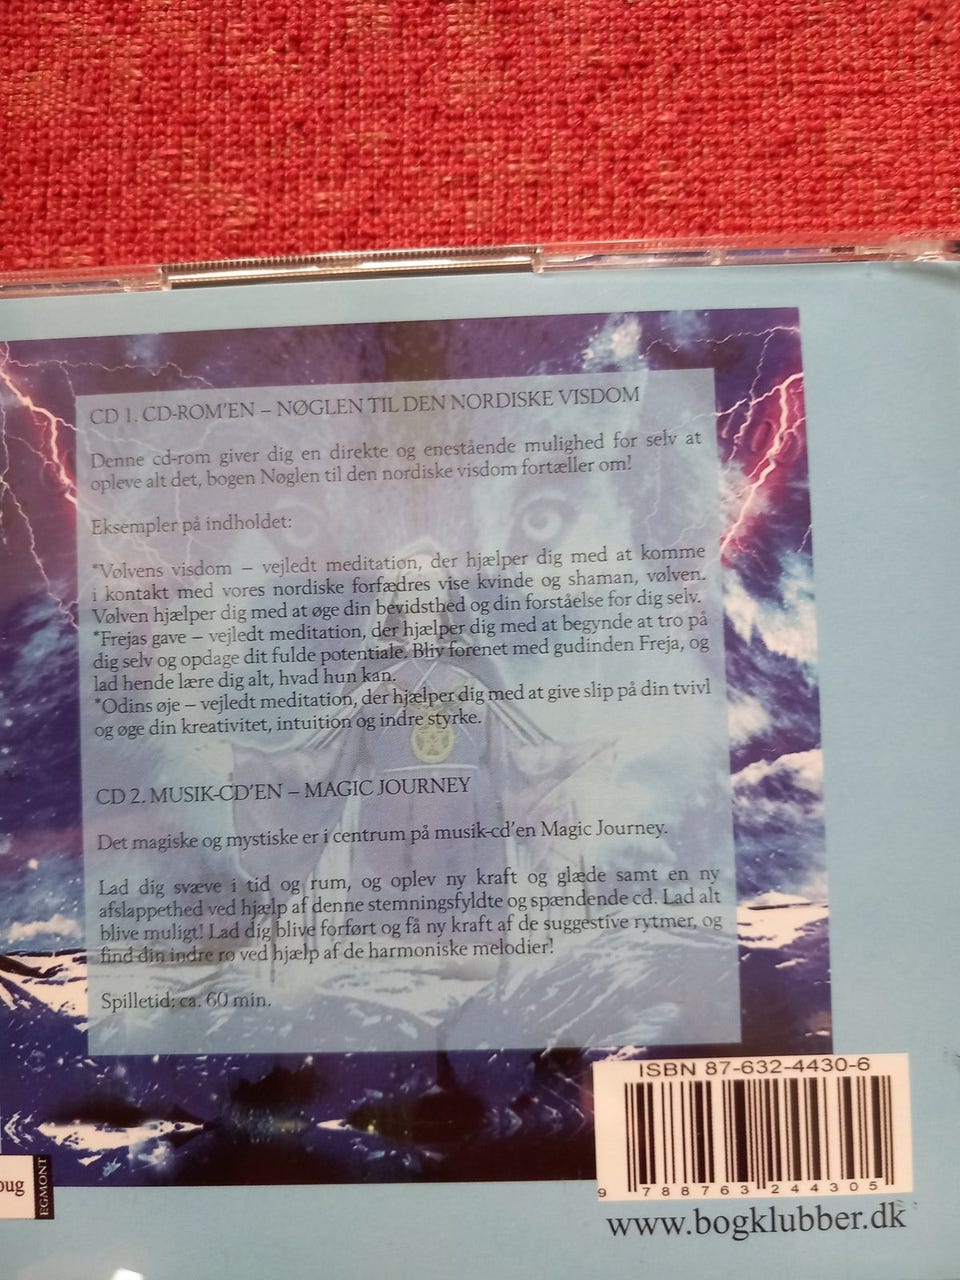 CD 1. CD-ROM'EN – NØGLEN TIL DEN NORDISKE VISDOM
Denne cd-rom giver dig en direkte og enestående mulighed for selv at
opleve alt det, bogen Nøglen til den nordiske visdom fortæller om!
Eksempler på indholdet:
*Vølvens visdom – vejledt meditation, der hjælper dig med at komme
i kontakt med vores nordiske forfædres vise kvinde og shaman, vølven.
Vølven hjælper dig med at øge din bevidsthed og din forståelse for dig selv.
*Frejas gave – vejledt meditation, der hjælper dig med at begynde at tro på
dig selv og opdage dit fulde potentiale. Bliv forenet med gudinden Freja, og
lad hende lære dig alt, hvad hun kan.
*Odins øje – vejledt meditation, der hjælper dig med at give slip på din tvivl
og øge din kreativitet, intuition og indre styrke.
CD 2. MUSIK-CD'EN – MAGIC JOURNEY
Det magiske og mystiske er i centrum på musik-cd'en Magic Journey.
Lad dig svæve i tid og rum, og oplev ny kraft og glæde samt en ny
afslappethed ved hjælp af denne stemningsfyldte og spændende cd. Lad alt
blive muligt! Lad dig blive forført og få ny kraft af de suggestive rytmer, og
find din indre ro ved hjælp af de harmoniske melodier!
Spilletid: ca. 60 min.
ISBN 87-632-4430-6
9 788763 244305
www.bogklubber.dk
EGMONT